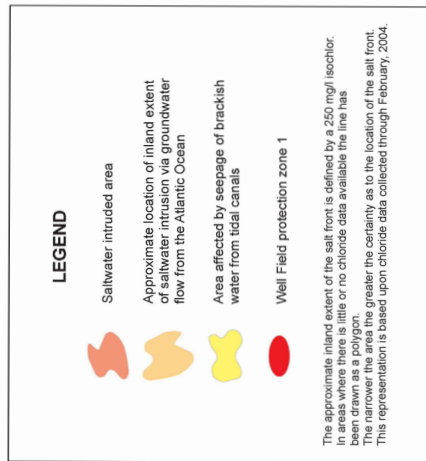 LEGEND
Saltwater intruded area
Approximate location of inland extent
of saltwater intrusion via groundwater
flow from the Atlantic Ocean
Area affected by seepage of brackish
water from tidal canals
Well Field protection zone 1
The approximate inland extent of the salt front is defined by a 250 mg/l isochlor.
In areas where there is little or no chloride data available the line has
been drawn as a polygon.
The narrower the area the greater the certainty as to the location of the salt front.
This representation is based upon chloride data collected through February, 2004.